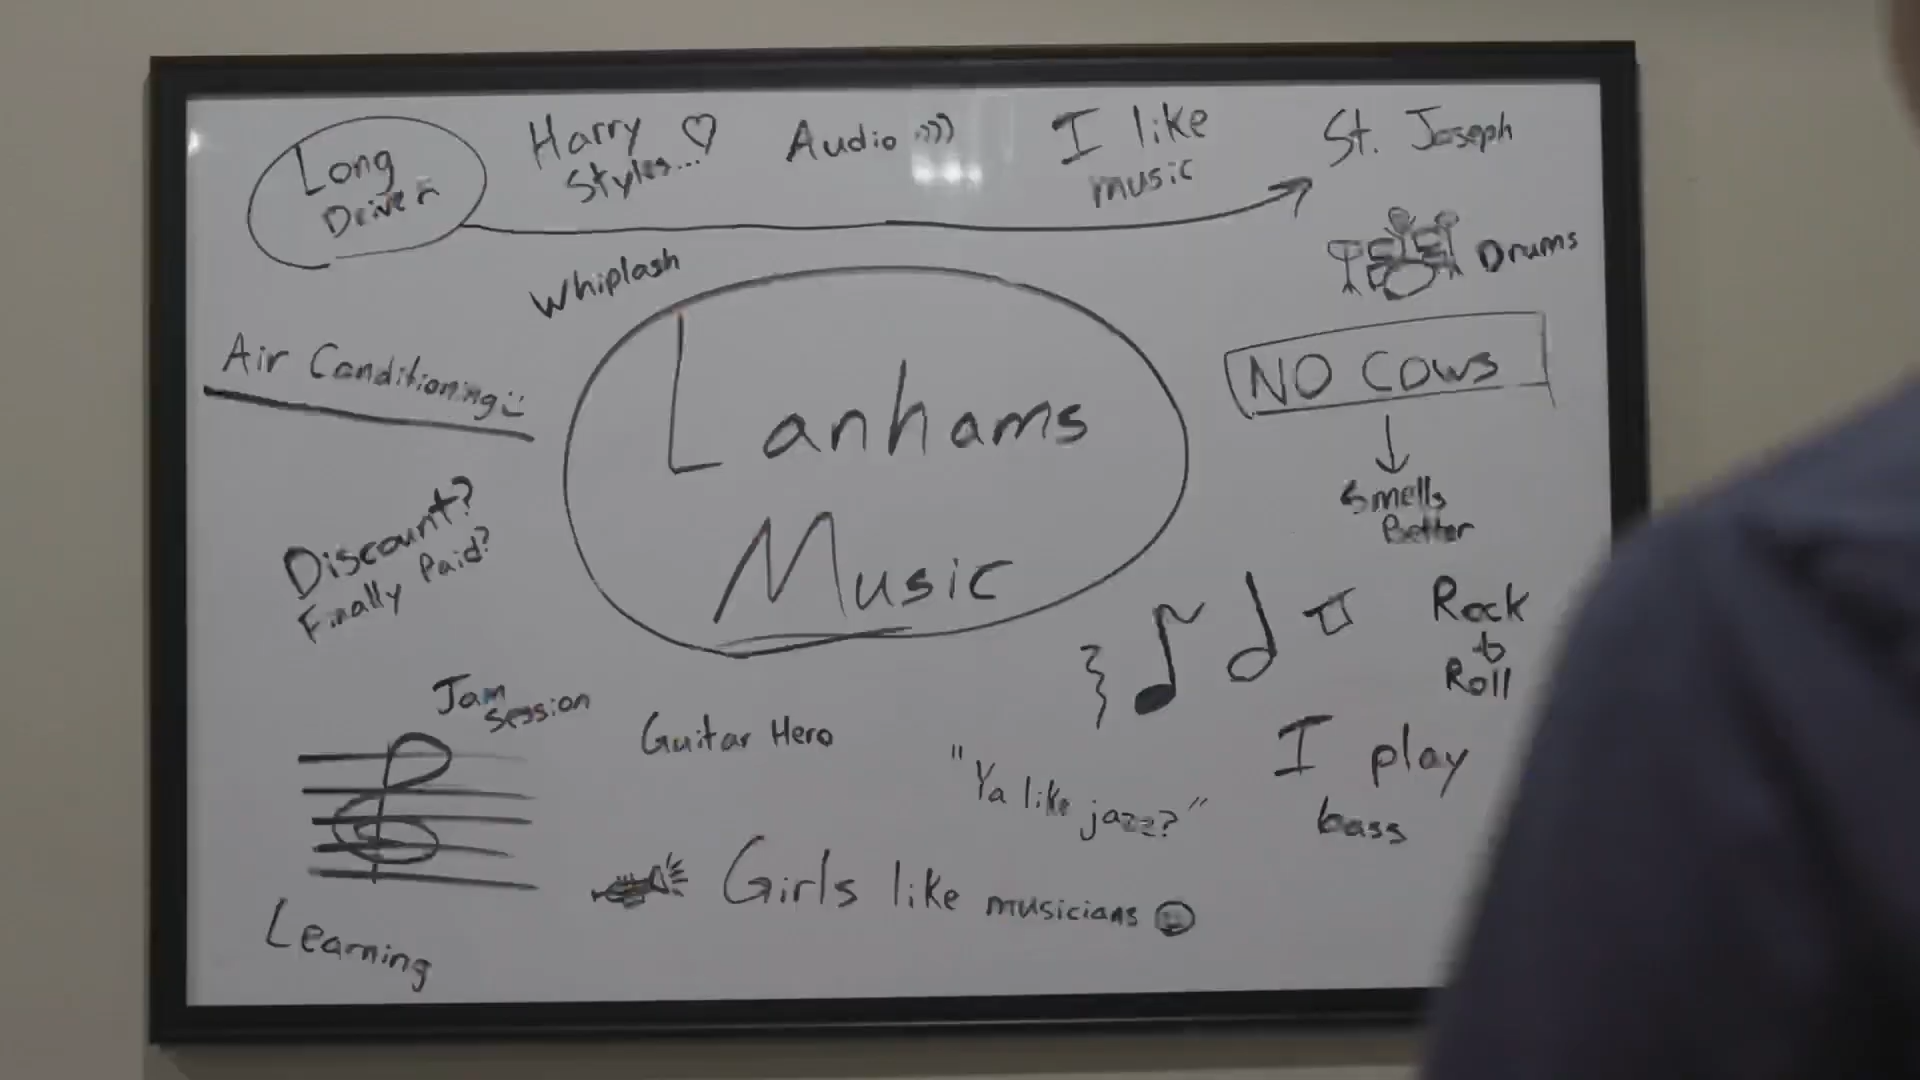 Long
Drive
Harry
Styles...
Audio
I like
music
St. Joseph
Whiplash
Drums
Air Conditioning
Lanhams
Music
NO COWS
Smells
Better
Discount?
Finally Paid?
Rock
to
Roll
Jam
Session
Guitar Hero
"Ya like jazz?"
I play
bass
Girls like musicians
Learning